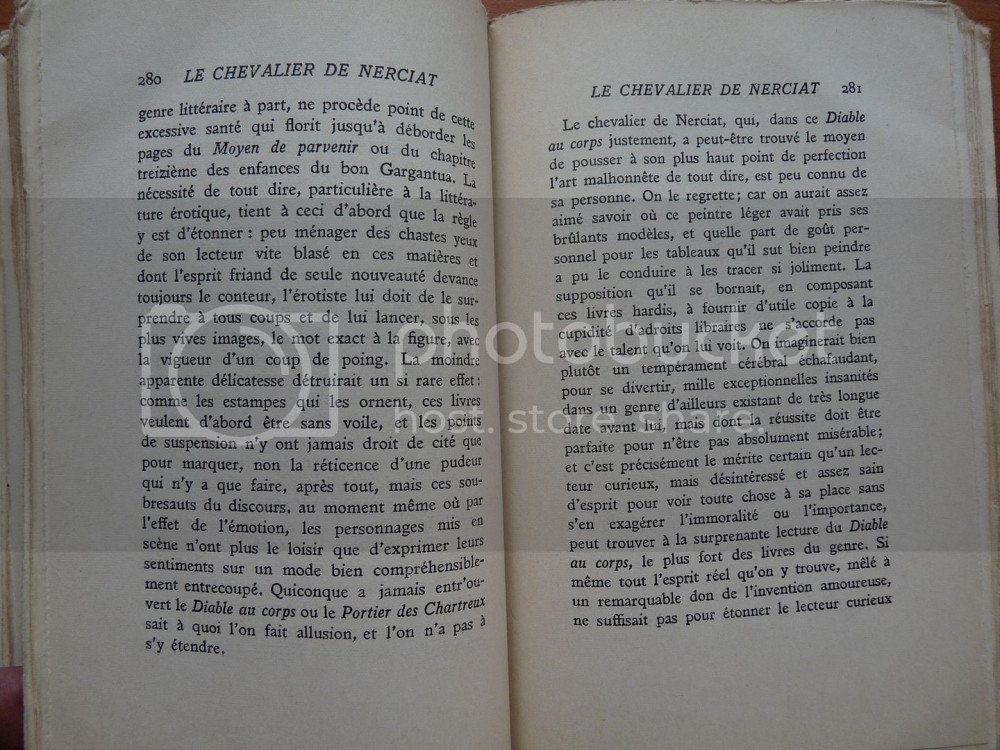 280 LE CHEVALIER DE NERCIAT
genre littéraire à part, ne procède point de cette
excessive santé qui florit jusqu'à déborder les
pages du Moyen de parvenir ou du chapitre
treizième des enfances du bon Gargantua. La
nécessité de tout dire, particulière à la littéra-
ture érotique, tient à ceci d'abord que la règle
y est d'étonner : peu ménager des chastes yeux
de son lecteur vite blasé en ces matières et
dont l'esprit friand de seule nouveauté devance
toujours le conteur, l'érotiste lui doit de le sur-
prendre à tous coups et de lui lancer, sous les
plus vives images, le mot exact à la figure, avec
la vigueur d'un coup de poing. La moindre
apparente délicatesse détruirait un si rare effet :
comme les estampes qui les ornent, ces livres
veulent d'abord être sans voile, et les points
de suspension n'y ont jamais droit de cité que
pour marquer, non la réticence d'une pudeur
qui n'y a que faire, après tout, mais ces sou-
bresauts du discours, au moment même où par
l'effet de l'émotion, les personnages mis en
scène n'ont plus le loisir que d'exprimer leurs
sentiments sur un mode bien compréhensible-
ment entrecoupé. Quiconque a jamais entr'ou-
vert le Diable au corps ou le Portier des Chartreux
sait à quoi l'on fait allusion, et l'on n'a pas à
s'y étendre.
LE CHEVALIER DE NERCIAT 281
Le chevalier de Nerciat, qui, dans ce Diable
au corps justement, a peut-être trouvé le moyen
de pousser à son plus haut point de perfection
l'art malhonnête de tout dire, est peu connu de
sa personne. On le regrette ; car on aurait assez
aimé savoir où ce peintre léger avait pris ses
brûlants modèles, et quelle part de goût per-
sonnel pour les tableaux qu'il sut bien peindre
a pu le conduire à les tracer si joliment. La
supposition qu'il se bornait, en composant
ces livres hardis, à fournir d'utile copie à la
cupidité d'adroits libraires ne s'accorde pas
avec le talent qu'on lui voit. On imaginerait bien
plutôt un tempérament cérébral échafaudant,
pour se divertir, mille exceptionnelles insanités
dans un genre d'ailleurs existant de très longue
date avant lui, mais dont la réussite doit être
parfaite pour n'être pas absolument misérable ;
et c'est précisément le mérite certain qu'un lec-
teur curieux, mais désintéressé et assez sain
d'esprit pour voir toute chose à sa place sans
s'en exagérer l'immoralité ou l'importance,
peut trouver à la surprenante lecture du Diable
au corps, le plus fort des livres du genre. Si
même tout l'esprit réel qu'on y trouve, mêlé à
un remarquable don de l'invention amoureuse,
ne suffisait pas pour étonner le lecteur curieux
photobucket
host. store. share.